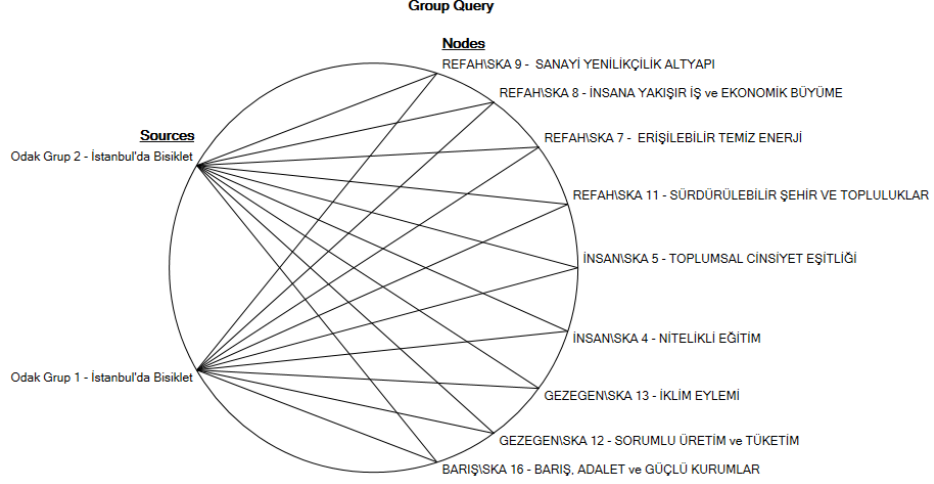 Group Query
Nodes
REFAH\SKA 9 - SANAYİ YENİLİKÇİLİK ALTYAPI
REFAH\SKA 8 - İNSANA YAKIŞIR İŞ ve EKONOMİK BÜYÜME
Sources
REFAH\SKA 7 - ERİŞİLEBİLİR TEMİZ ENERJİ
Odak Grup 2 - İstanbul'da Bisiklet
REFAH\SKA 11 - SÜRDÜRÜLEBİLİR ŞEHİR VE TOPLULUKLAR
İNSAN\SKA 5 - TOPLUMSAL CİNSİYET EŞİTLİĞİ
İNSAN\SKA 4 - NİTELİKLİ EĞİTİM
Odak Grup 1 - İstanbul'da Bisiklet
GEZEGEN\SKA 13 - İKLİM EYLEMİ
GEZEGEN\SKA 12 - SORUMLU ÜRETİM ve TÜKETİM
BARIŞ\SKA 16 - BARIŞ, ADALET ve GÜÇLÜ KURUMLAR